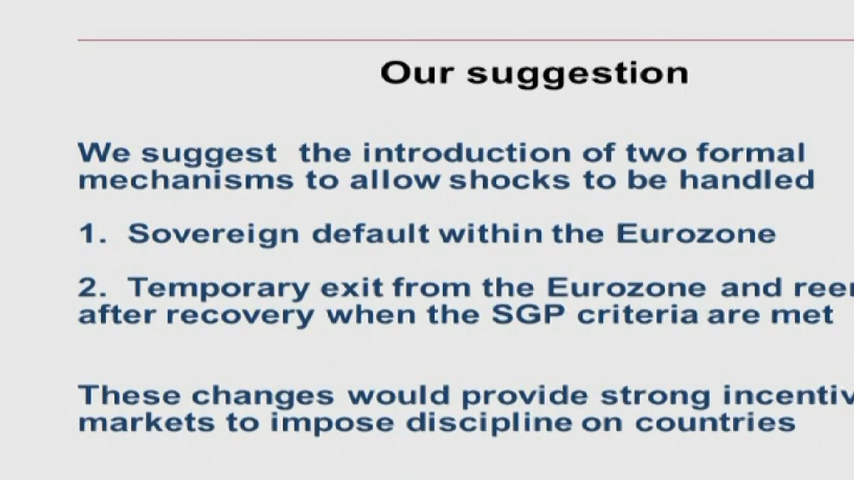 Our suggestion
We suggest the introduction of two formal
mechanisms to allow shocks to be handled
1. Sovereign default within the Eurozone
2. Temporary exit from the Eurozone and
after recovery when the SGP criteria are met
These changes would provide strong
markets to impose discipline on countries